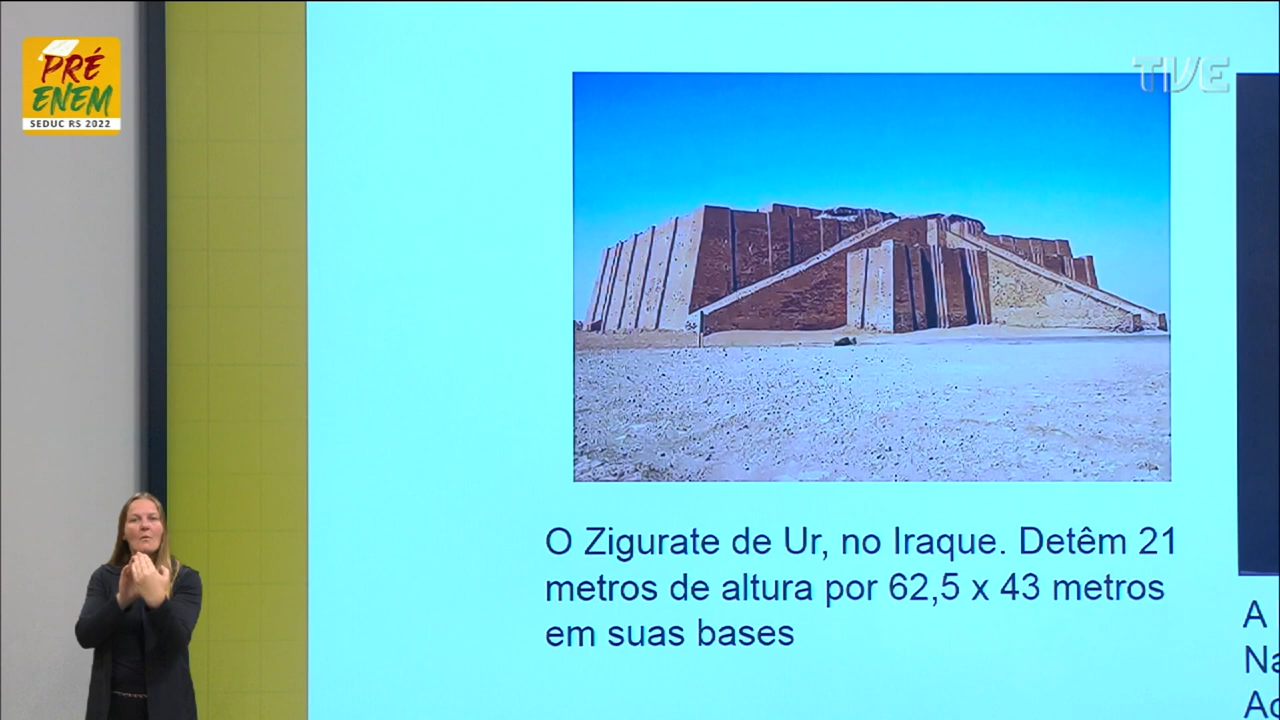 PRÉ
ENEM
SEDUC RS 2022
TVE
O Zigurate de Ur, no Iraque. Detêm 21
metros de altura por 62,5 x 43 metros
em suas bases
A